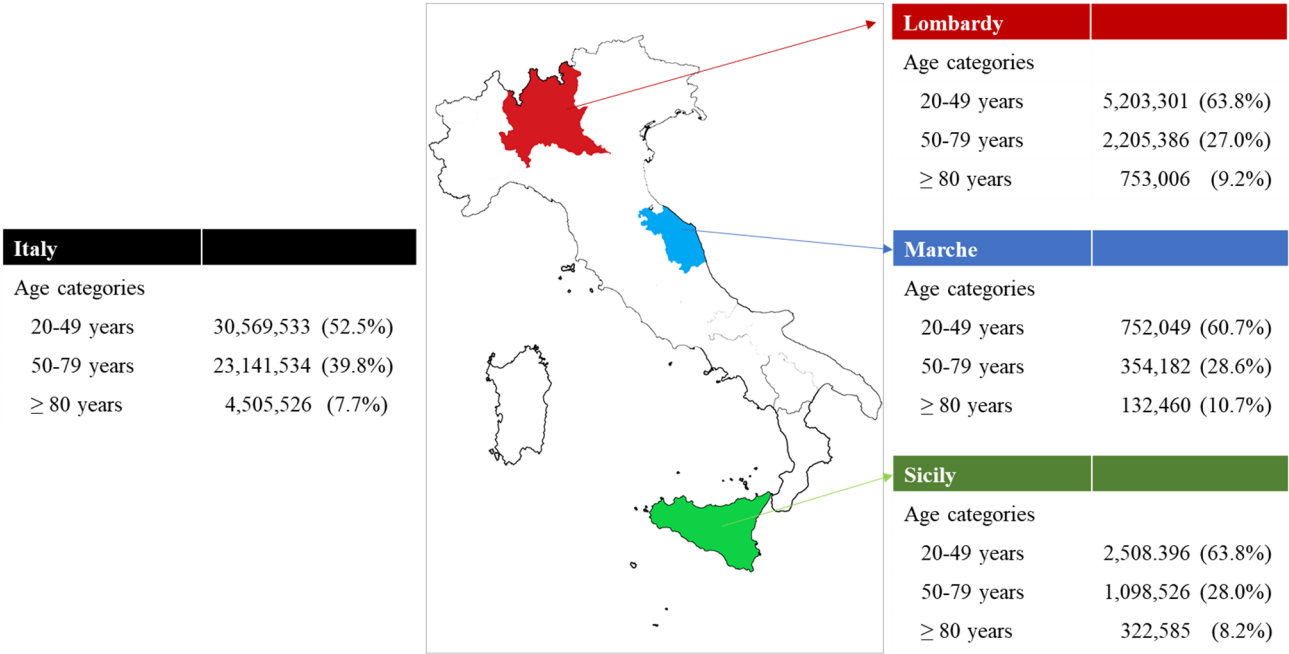 Italy
Age categories
20-49 years 30,569,533 (52.5%)
50-79 years 23,141,534 (39.8%)
≥ 80 years 4,505,526 (7.7%)
Lombardy
Age categories
20-49 years 5,203,301 (63.8%)
50-79 years 2,205,386 (27.0%)
≥ 80 years 753,006 (9.2%)
Marche
Age categories
20-49 years 752,049 (60.7%)
50-79 years 354,182 (28.6%)
≥ 80 years 132,460 (10.7%)
Sicily
Age categories
20-49 years 2,508.396 (63.8%)
50-79 years 1,098,526 (28.0%)
≥ 80 years 322,585 (8.2%)